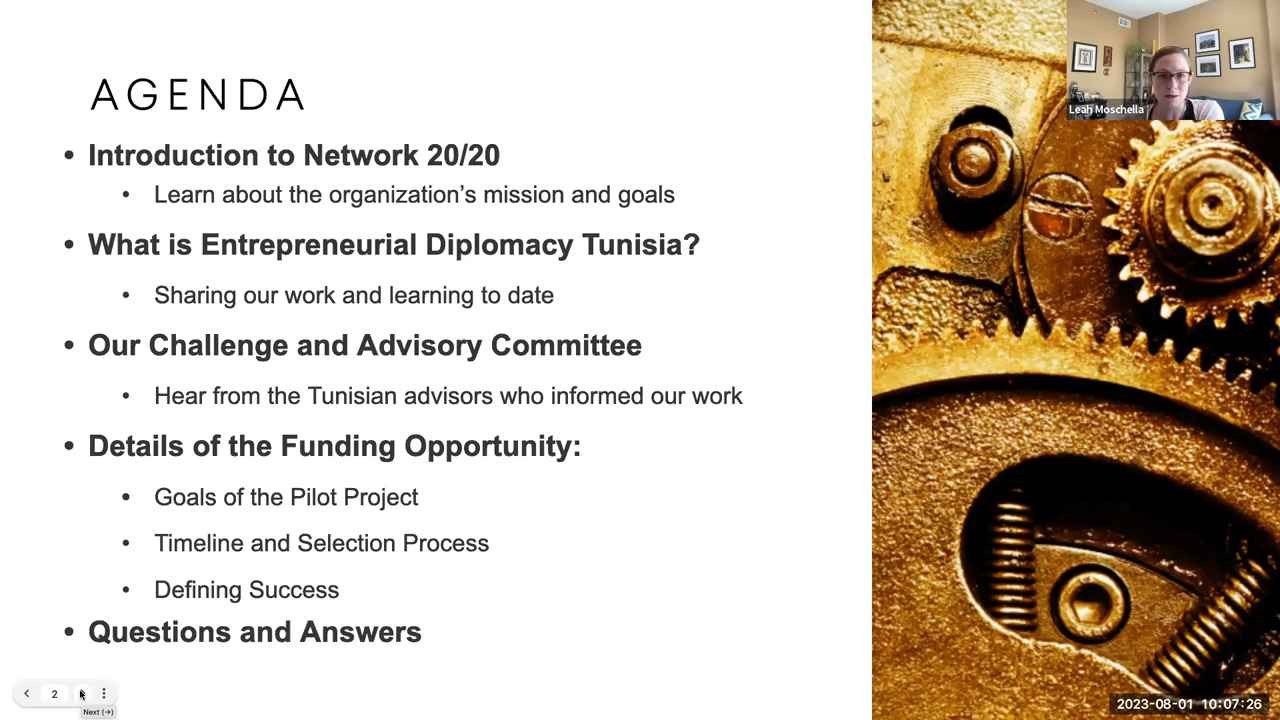 AGENDA
• Introduction to Network 20/20
• Learn about the organization’s mission and goals
• What is Entrepreneurial Diplomacy Tunisia?
• Sharing our work and learning to date
• Our Challenge and Advisory Committee
• Hear from the Tunisian advisors who informed our work
• Details of the Funding Opportunity:
• Goals of the Pilot Project
• Timeline and Selection Process
• Defining Success
• Questions and Answers
Leah Moschella
2
Next (→)
2023-08-01 10:07:26